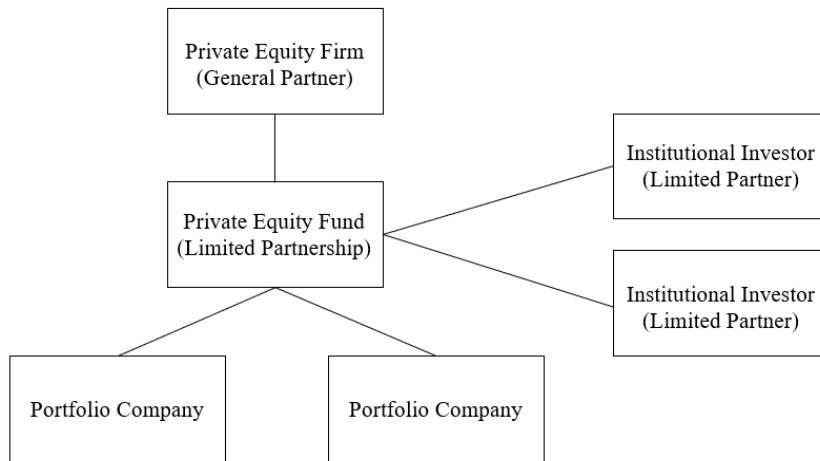 Private Equity Firm
(General Partner)
Institutional Investor
(Limited Partner)
Private Equity Fund
(Limited Partnership)
Institutional Investor
(Limited Partner)
Portfolio Company
Portfolio Company